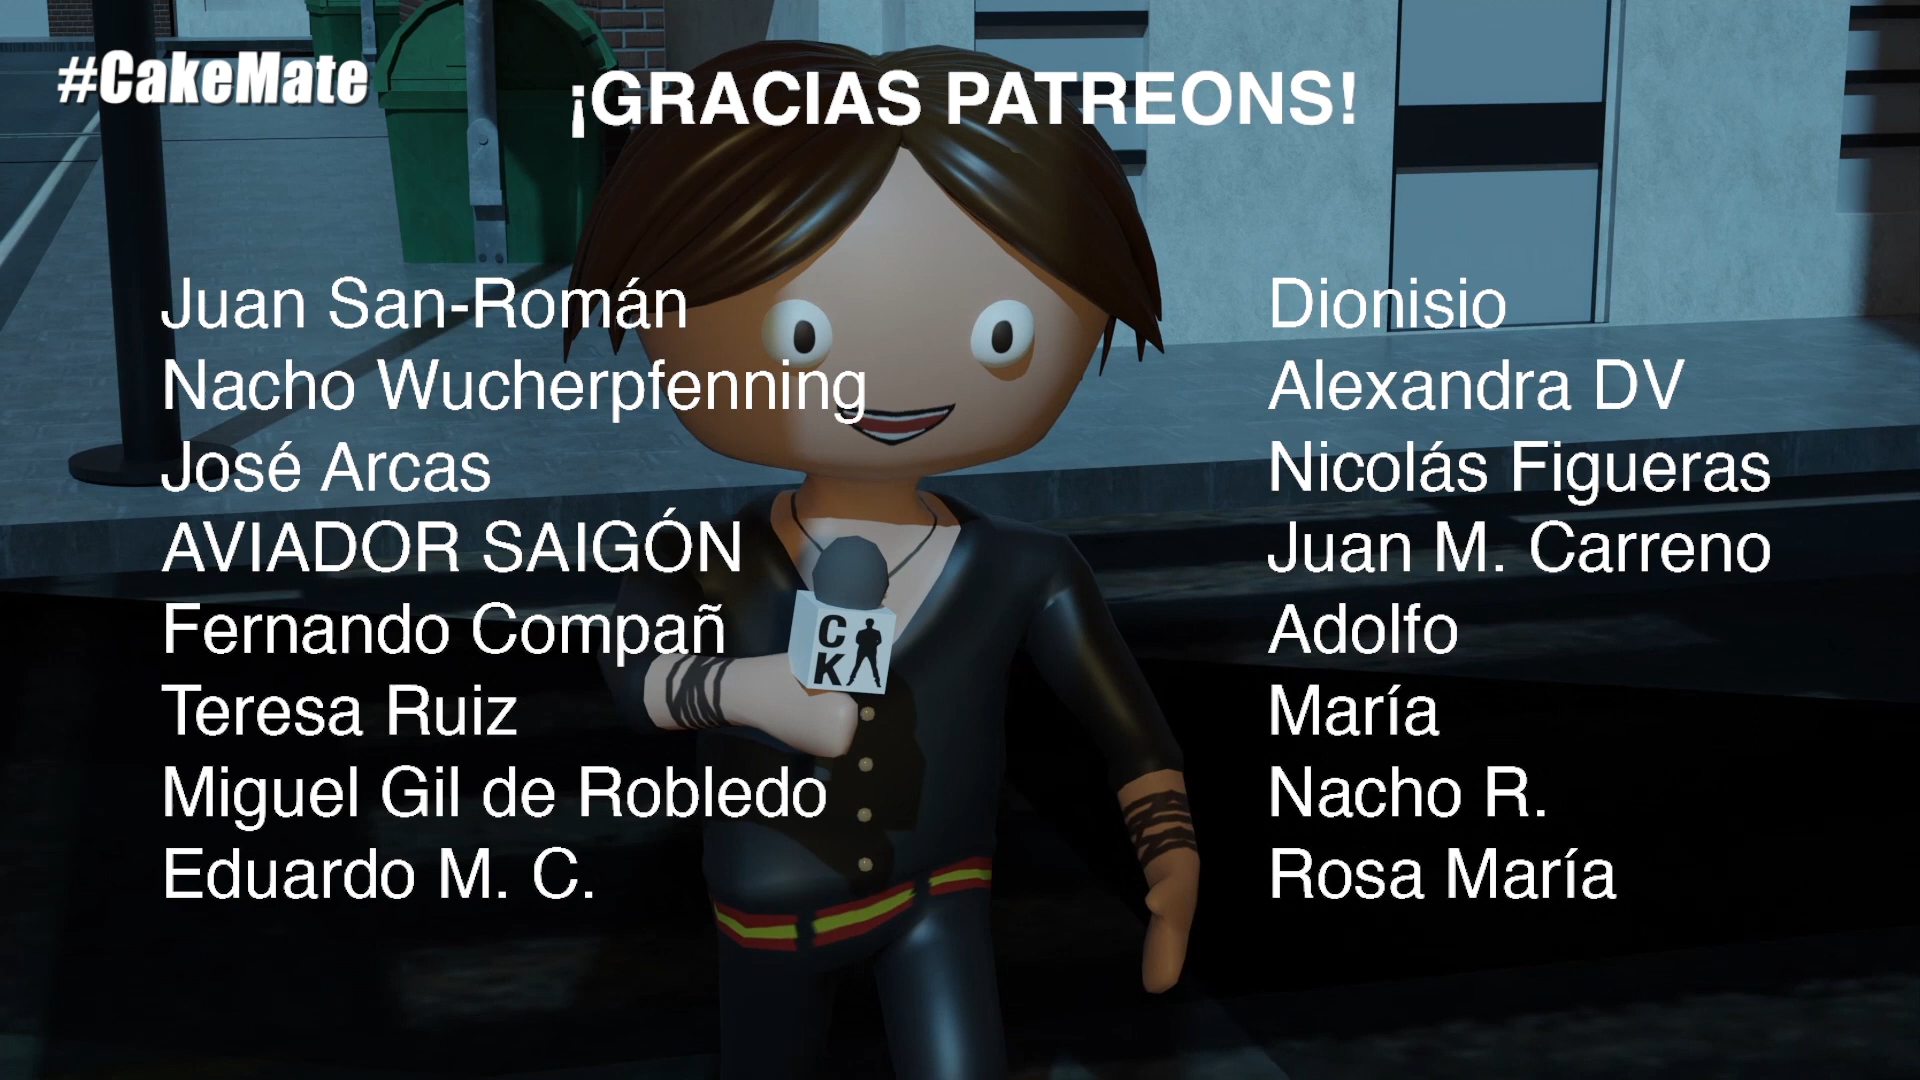 #CakeMate
¡GRACIAS PATREONS!
Juan San-Román
Nacho Wucherpfenning
José Arcas
AVIADOR SAIGÓN
Fernando Compañ
Teresa Ruiz
Miguel Gil de Robledo
Eduardo M. C.
Dionisio
Alexandra DV
Nicolás Figueras
Juan M. Carreno
Adolfo
María
Nacho R.
Rosa María
C
K